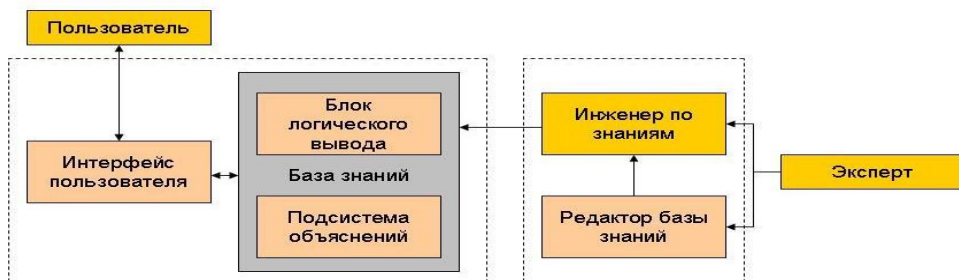 Пользователь
Интерфейс
пользователя
Блок
логического
вывода
База знаний
Подсистема
объяснений
Инженер по
знаниям
Редактор базы
знаний
Эксперт